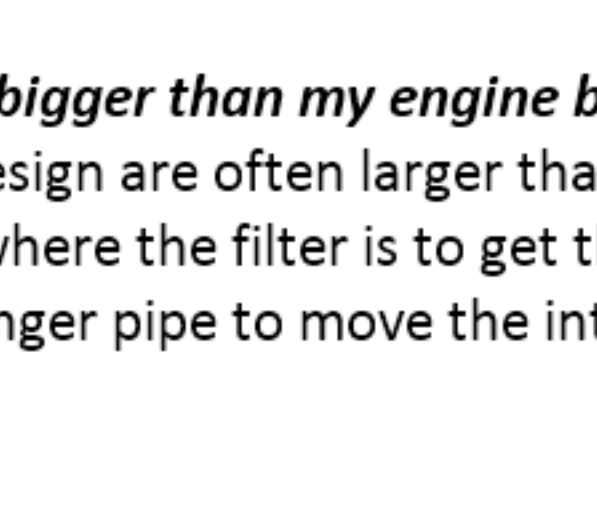 bigger than my engine b
esign are often larger tha
where the filter is to get t
nger pipe to move the int